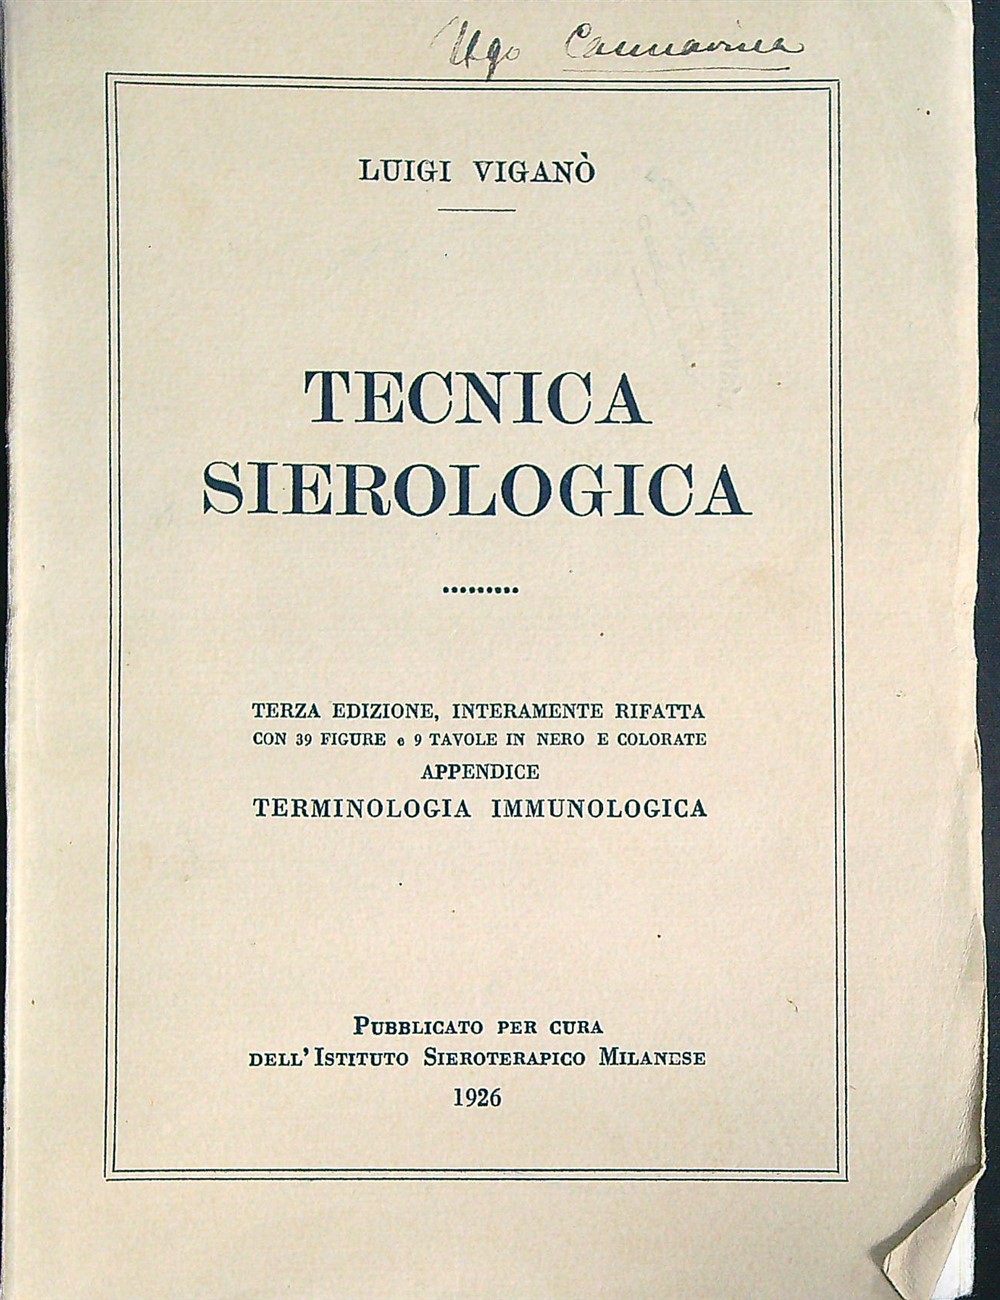 Ugo
LUIGI VIGANÒ
TECNICA
SIEROLOGICA
TERZA EDIZIONE, INTERAMENTE RIFATTA
CON 39 FIGURE e 9 TAVOLE IN NERO E COLORATE
APPENDICE
TERMINOLOGIA IMMUNOLOGICA
PUBBLICATO PER CURA
DELL'ISTITUTO SIEROTERAPICO MILANESE
1926